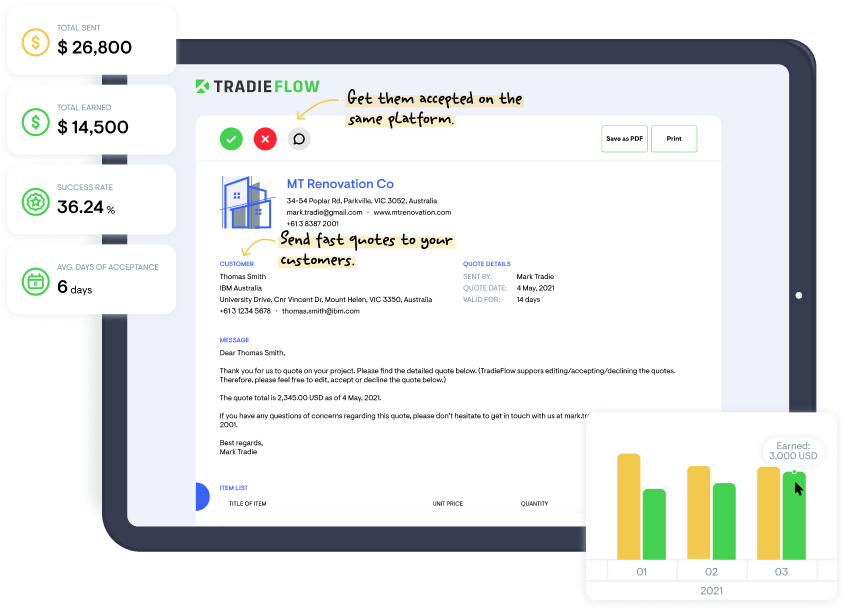 TOTAL SENT
$ 26,800
TOTAL EARNED
$ 14,500
SUCCESS RATE
36.24 %
AVG. DAYS OF ACCEPTANCE
6 days
TRADIEFLOW
Get them accepted on the
same platform.
Save as PDF
Print
MT Renovation Co
34-54 Poplar Rd, Parkville, VIC 3052, Australia
mark.tradie@gmail.com · www.mtrenovation.com
+61 3 8387 2001
Send fast quotes to your
customers.
CUSTOMER
Thomas Smith
IBM Australia
University Drive, Cnr Vincent Dr, Mount Helen, VIC 3350, Australia
+61 3 1234 5678 · thomas.smith@ibm.com
QUOTE DETAILS
SENT BY: Mark Tradie
QUOTE DATE: 4 May, 2021
VALID FOR: 14 days
MESSAGE
Dear Thomas Smith,
Thank you for us to quote on your project. Please find the detailed quote below. (TradieFlow suppors editing/accepting/declining the quotes.
Therefore, please feel free to edit, accept or decline the quote below.)
The quote total is 2,345.00 USD as of 4 May, 2021.
If you have any questions of concerns regarding this quote, please don't hesitate to get in touch with us at mark.tr
2001.
Best regards,
Mark Tradie
ITEM LIST
TITLE OF ITEM UNIT PRICE QUANTITY
Earned:
3,000 USD
01 02 03
2021